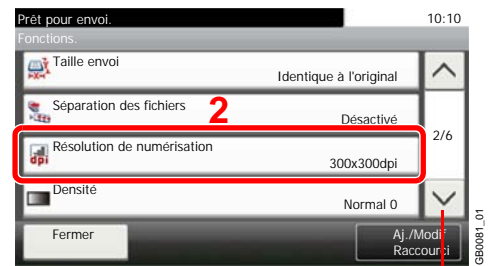 Prêt pour envoi.
10:10
Fonctions.
Taille envoi
Identique à l'original
Séparation des fichiers
2
Désactivé
2/6
dpi
Résolution de numérisation
300x300dpi
Densité
Normal 0
Fermer
Aj./Modif
Raccourci
GB0081_01